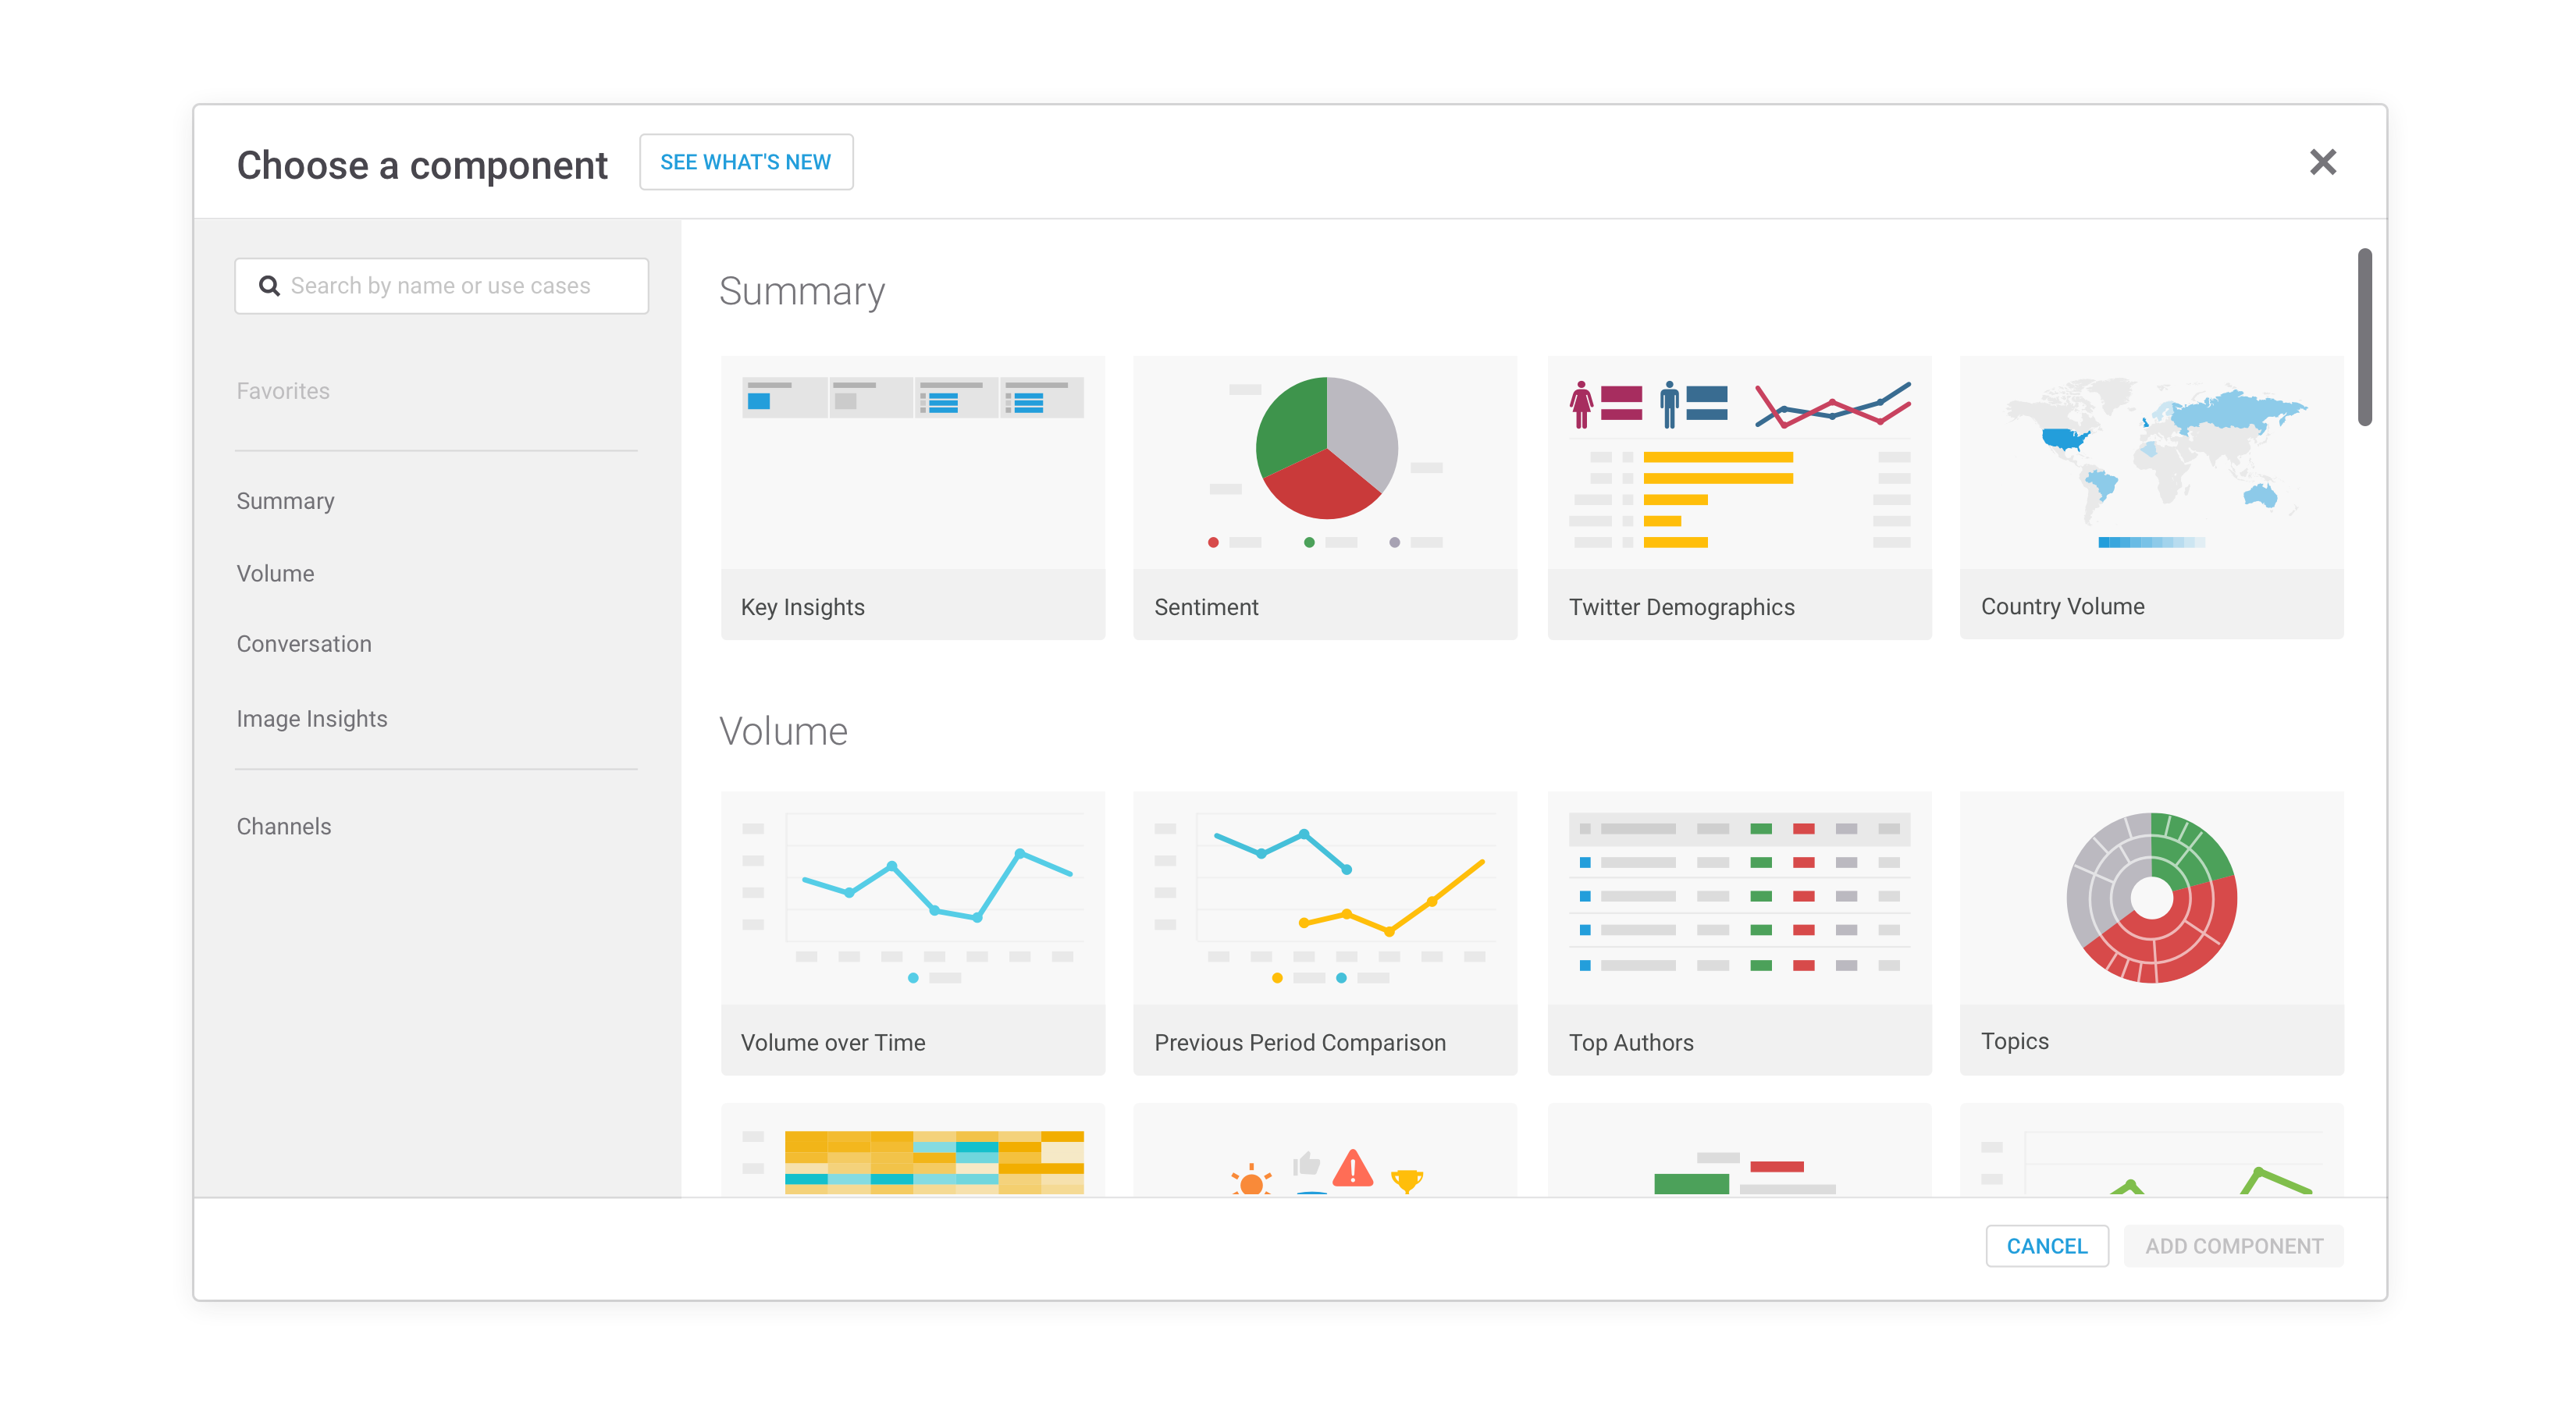 Choose a component
SEE WHAT'S NEW
Search by name or use cases
Favorites
Summary
Volume
Conversation
Image Insights
Channels
Summary
Key Insights
Sentiment
Twitter Demographics
Country Volume
Volume
Volume over Time
Previous Period Comparison
Top Authors
Topics
CANCEL
ADD COMPONENT